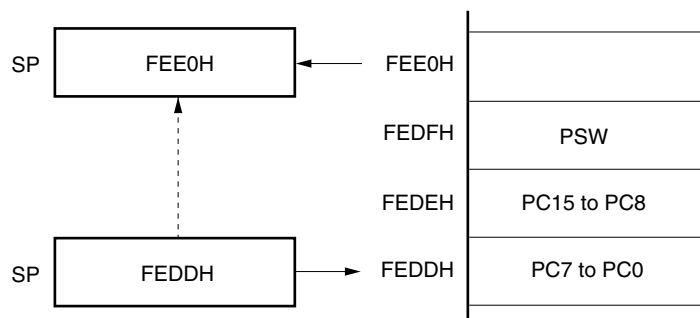 SP FEE0H FEE0H
FEDFH PSW
FEDEH PC15 to PC8
SP FEDDH FEDDH PC7 to PC0